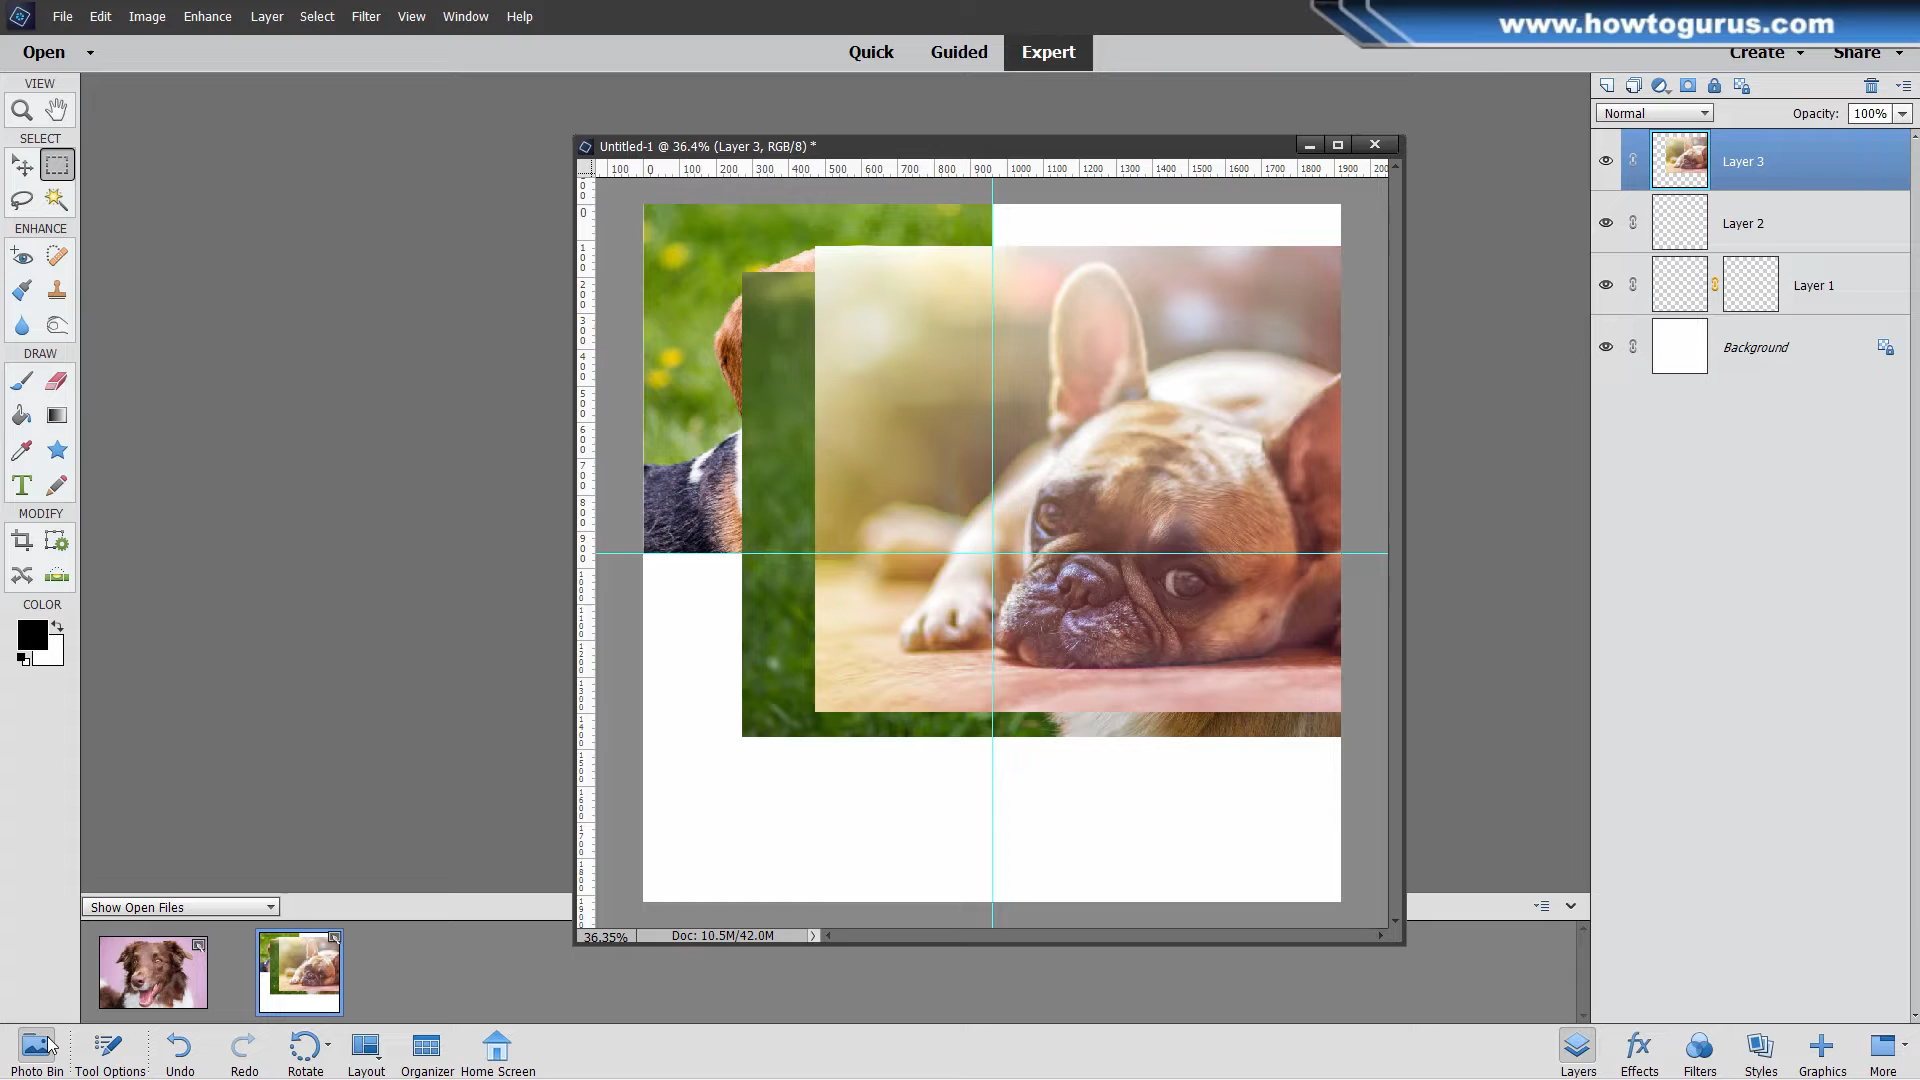 File Edit Image Enhance Layer Select Filter View Window Help
www.howtogurus.com
Open
Quick Guided Expert
Create Share
VIEW
SELECT
ENHANCE
DRAW
MODIFY
COLOR
Untitled-1 @ 36.4% (Layer 3, RGB/8) *
100 0 100 200 300 400 500 600 700 800 900 1000 1100 1200 1300 1400 1500 1600 1700 1800 1900 200
36.35% Doc: 10.5M/42.0M
Normal Opacity: 100%
Layer 3
Layer 2
Layer 1
Background
Show Open Files
Photo Bin Tool Options Undo Redo Rotate Layout Organizer Home Screen
Layers Effects Filters Styles Graphics More